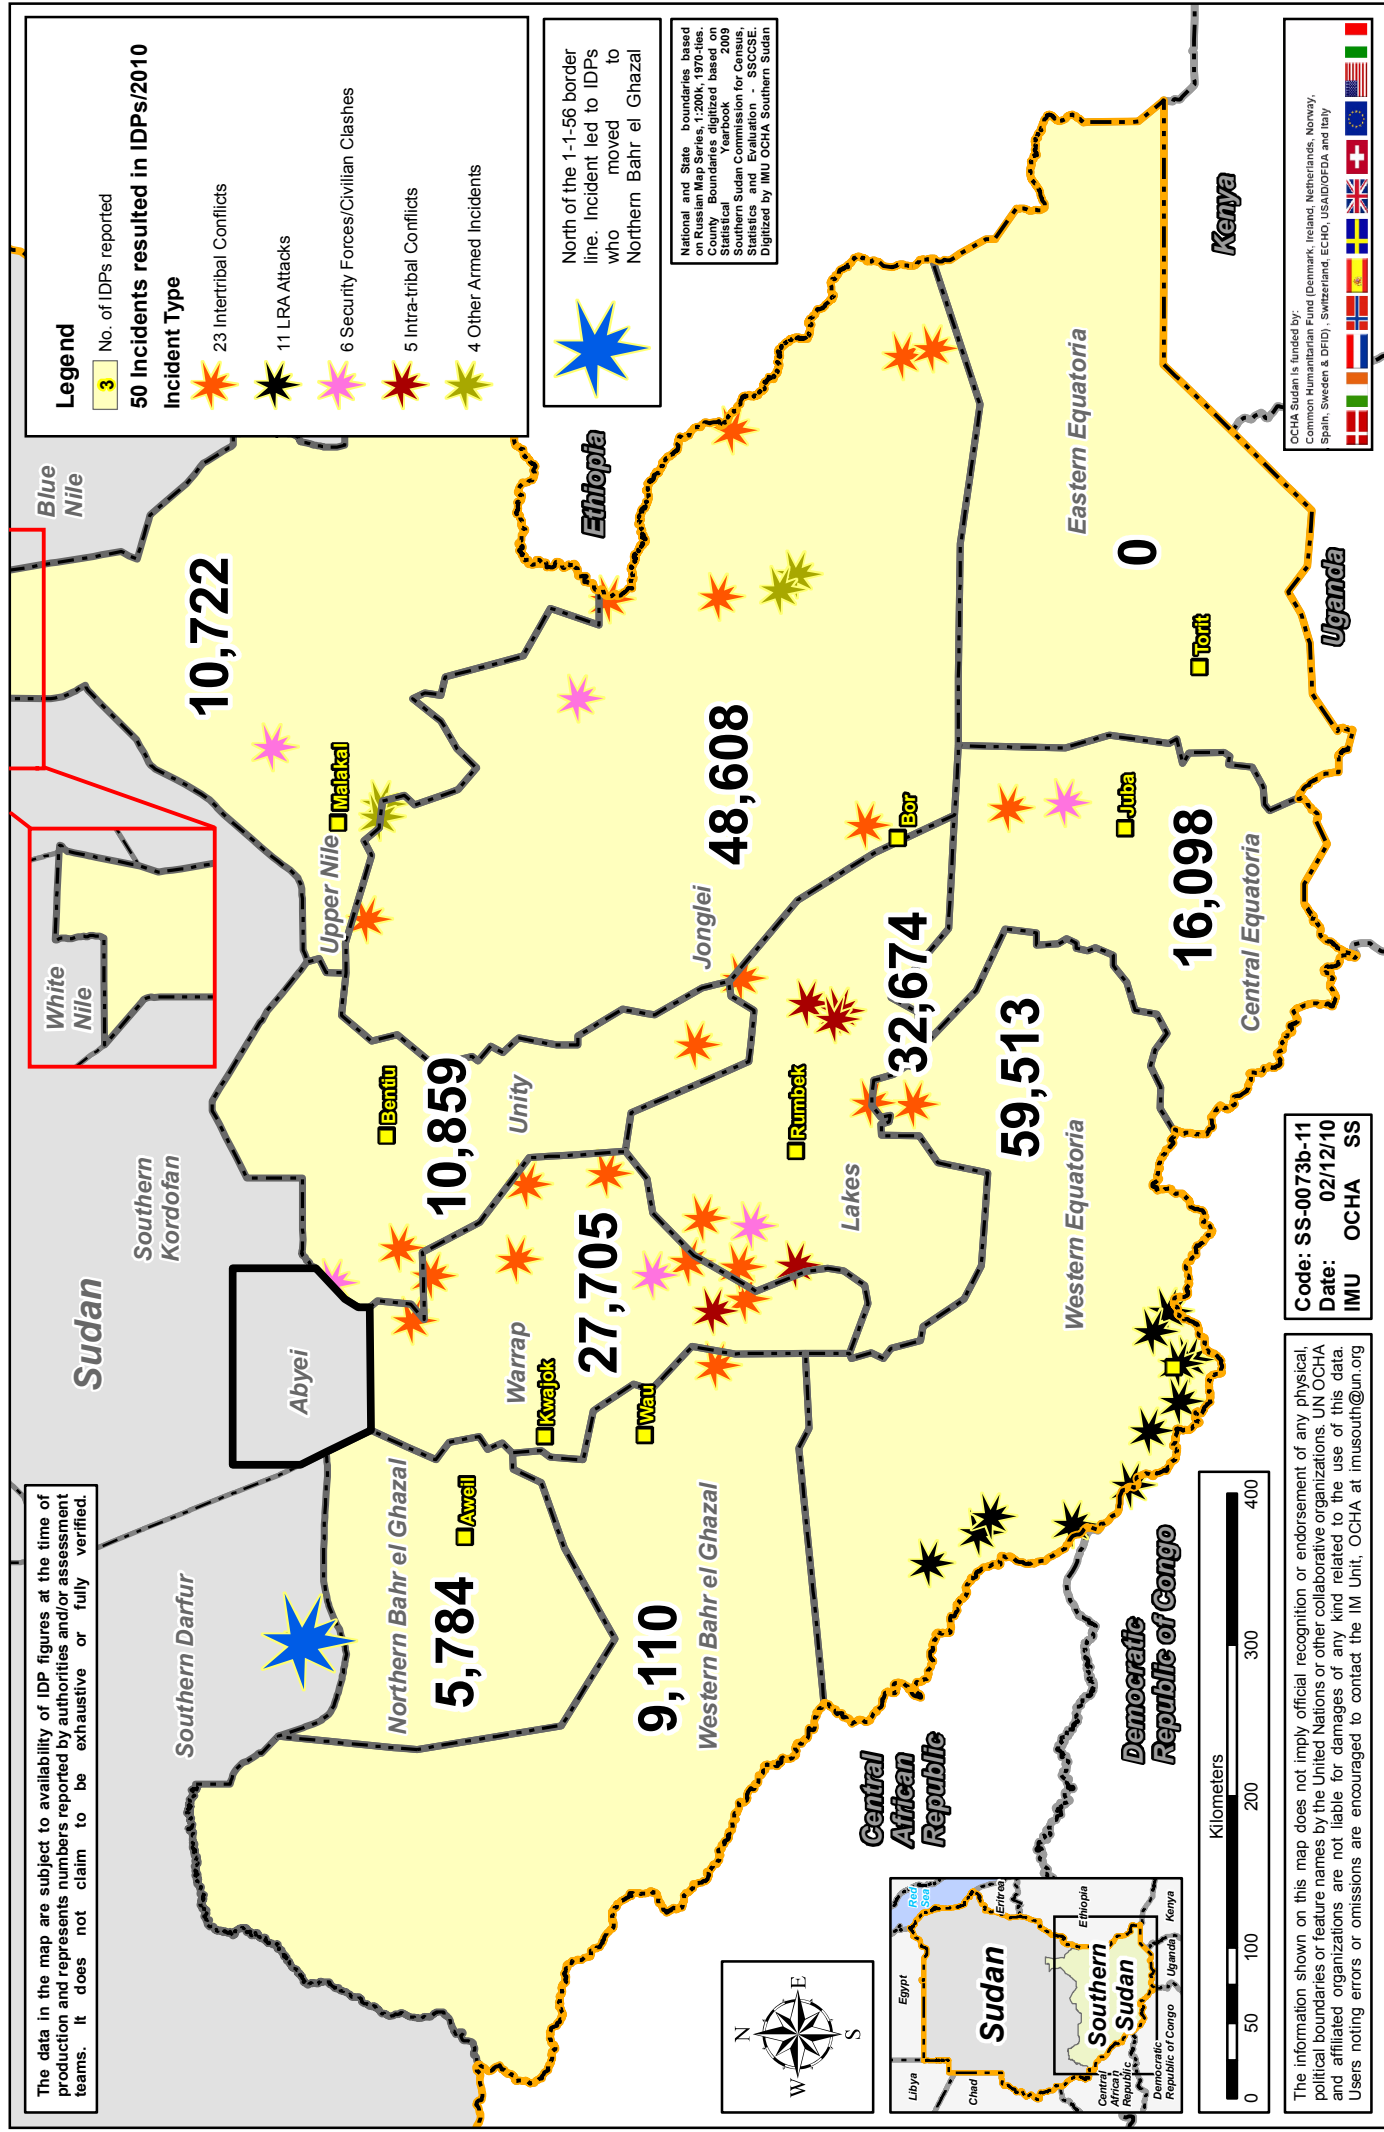 The data in the map are subject to availability of IDP figures at the time of
production and represents numbers reported by authorities and/or assessment
teams. It does not claim to be exhaustive or fully verified.
Legend
3 No. of IDPs reported
50 Incidents resulted in IDPs/2010
Incident Type
23 Intertribal Conflicts
11 LRA Attacks
6 Security Forces/Civilian Clashes
5 Intra-tribal Conflicts
4 Other Armed Incidents
North of the 1-1-56 border
line. Incident led to IDPs
who moved to
Northern Bahr el Ghazal
National and State boundaries based
on Russian Map Series, 1:200k, 1970-ties.
County Boundaries digitized based on
Statistical Yearbook 2009
Southern Sudan Commission for Census,
Statistics and Evaluation - SSCCSE.
Digitized by IMU OCHA Southern Sudan
Sudan
Southern Darfur
Southern
Kordofan
White
Nile
Blue
Nile
Abyei
10,722
Malakal
Upper Nile
Bentiu
10,859
Unity
Northern Bahr el Ghazal
Aweil
5,784
Warrap
Kwajok
27,705
Wau
9,110
Western Bahr el Ghazal
Ethiopia
48,608
Jonglei
Bor
Rumbek
Lakes
32,674
59,513
Western Equatoria
Juba
16,098
Central Equatoria
Eastern Equatoria
0
Torit
Kenya
Uganda
Central
African
Republic
Democratic
Republic of Congo
N
W
E
S
Libya
Egypt
Red
Sea
Chad
Sudan
Eritrea
Ethiopia
Southern
Sudan
Central
African
Republic
Democratic
Republic of Congo
Uganda
Kenya
Kilometers
0 50 100 200 300 400
The information shown on this map does not imply official recognition or endorsement of any physical,
political boundaries or feature names by the United Nations or other collaborative organizations. UN OCHA
and affiliated organizations are not liable for damages of any kind related to the use of this data.
Users noting errors or omissions are encouraged to contact the IM Unit, OCHA at imusouth@un.org
Code: SS-0073b-11
Date: 02/12/10
IMU OCHA SS
OCHA Sudan is funded by:
Common Humanitarian Fund (Denmark, Ireland, Netherlands, Norway,
Spain, Sweden & DFID) , Switzerland, ECHO, USAID/OFDA and Italy